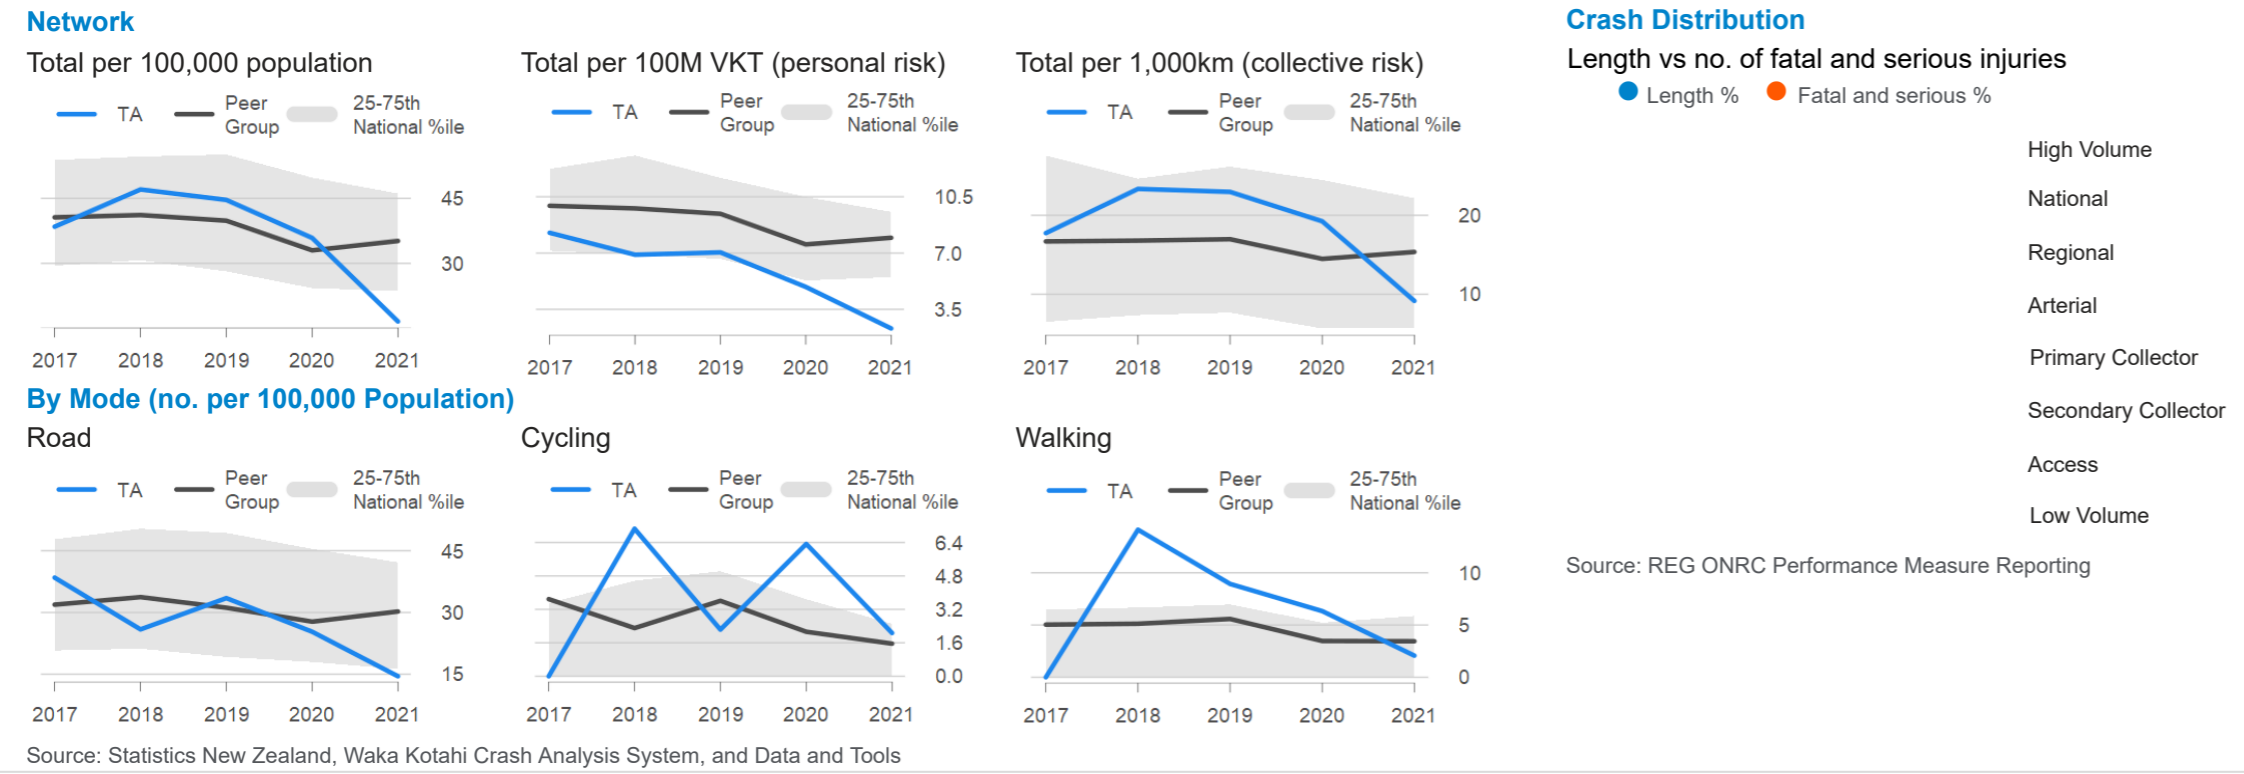 Network
Total per 100,000 population
TA
Peer
Group
25-75th
National %ile
45
30
2017 2018 2019 2020 2021
Total per 100M VKT (personal risk)
TA
Peer
Group
25-75th
National %ile
10.5
7.0
3.5
2017 2018 2019 2020 2021
Total per 1,000km (collective risk)
TA
Peer
Group
25-75th
National %ile
20
10
2017 2018 2019 2020 2021
By Mode (no. per 100,000 Population)
Road
TA
Peer
Group
25-75th
National %ile
45
30
15
2017 2018 2019 2020 2021
Cycling
TA
Peer
Group
25-75th
National %ile
6.4
4.8
3.2
1.6
0.0
2017 2018 2019 2020 2021
Walking
TA
Peer
Group
25-75th
National %ile
10
5
0
2017 2018 2019 2020 2021
Source: Statistics New Zealand, Waka Kotahi Crash Analysis System, and Data and Tools
Crash Distribution
Length vs no. of fatal and serious injuries
Length % Fatal and serious %
High Volume
National
Regional
Arterial
Primary Collector
Secondary Collector
Access
Low Volume
Source: REG ONRC Performance Measure Reporting